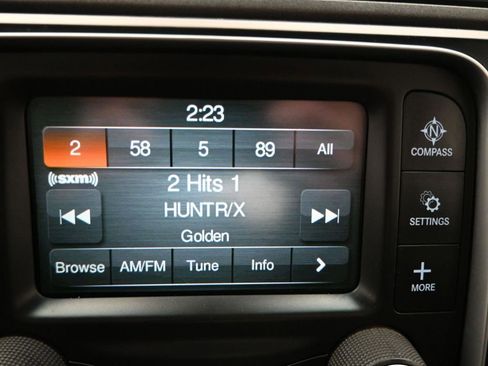 2:23
2 58 5 89 All
((sxm))
2 Hits 1
HUNTR/X
Golden
Browse AM/FM Tune Info >
N
COMPASS
SETTINGS
+
MORE